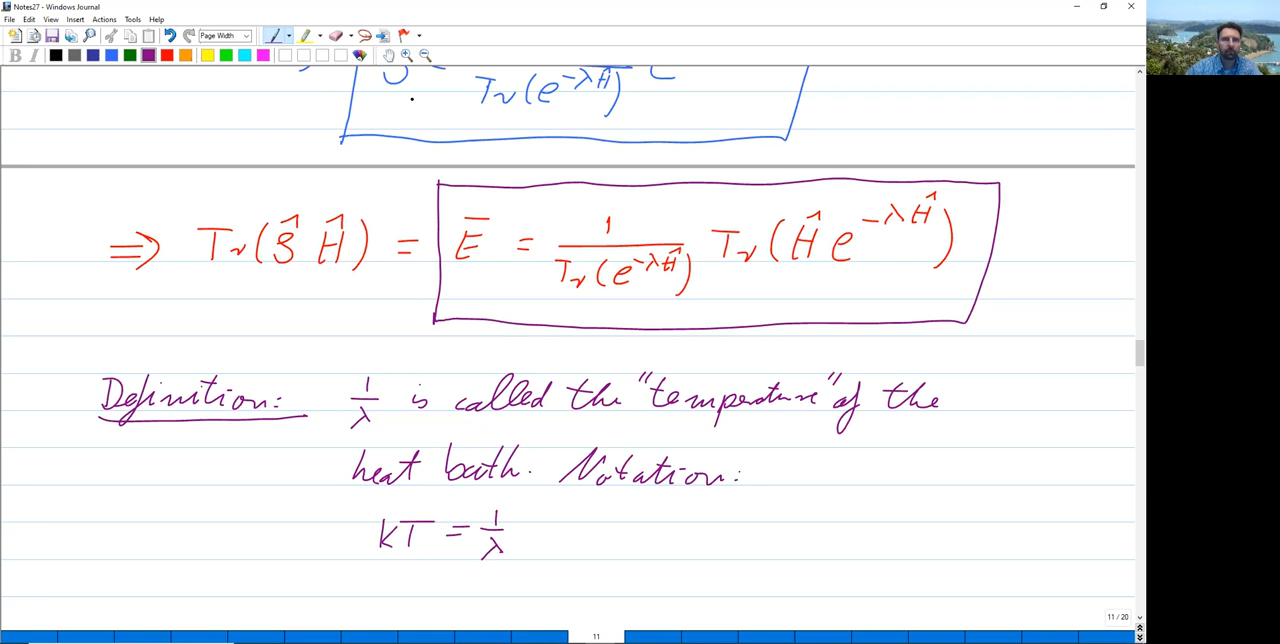 Notes27 - Windows Journal
File Edit View Insert Actions Tools Help
Page Width
B I
Tr(e^{-λĤ})
⟹ Tr(ρ̂ Ĥ) = Ē = 1/Tr(e^{-λĤ}) Tr(Ĥ e^{-λĤ})
Definition: 1/λ is called the "temperature" of the
heat bath. Notation:
kT = 1/λ
11 / 20
11